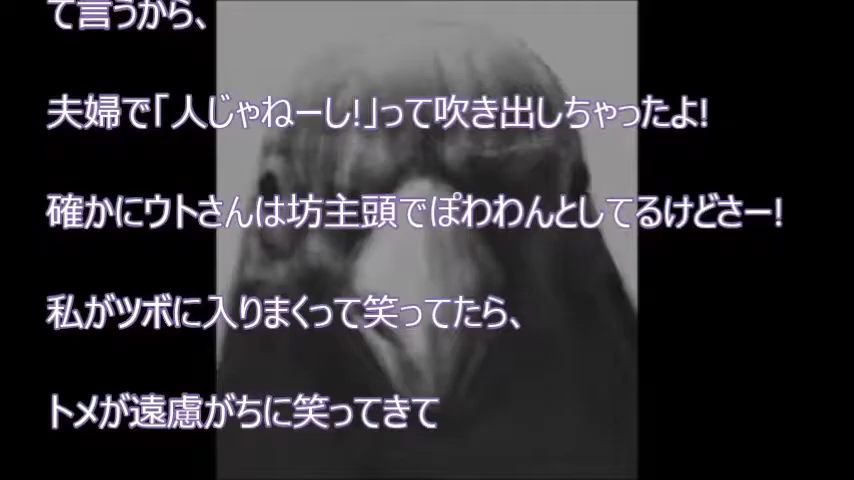 て言うから、
夫婦で「人じゃねーし!」って吹き出しちゃったよ!
確かにウトさんは坊主頭でぽわわんとしてるけどさー!
私がツボに入りまくって笑ってたら、
トメが遠慮がちに笑ってきて